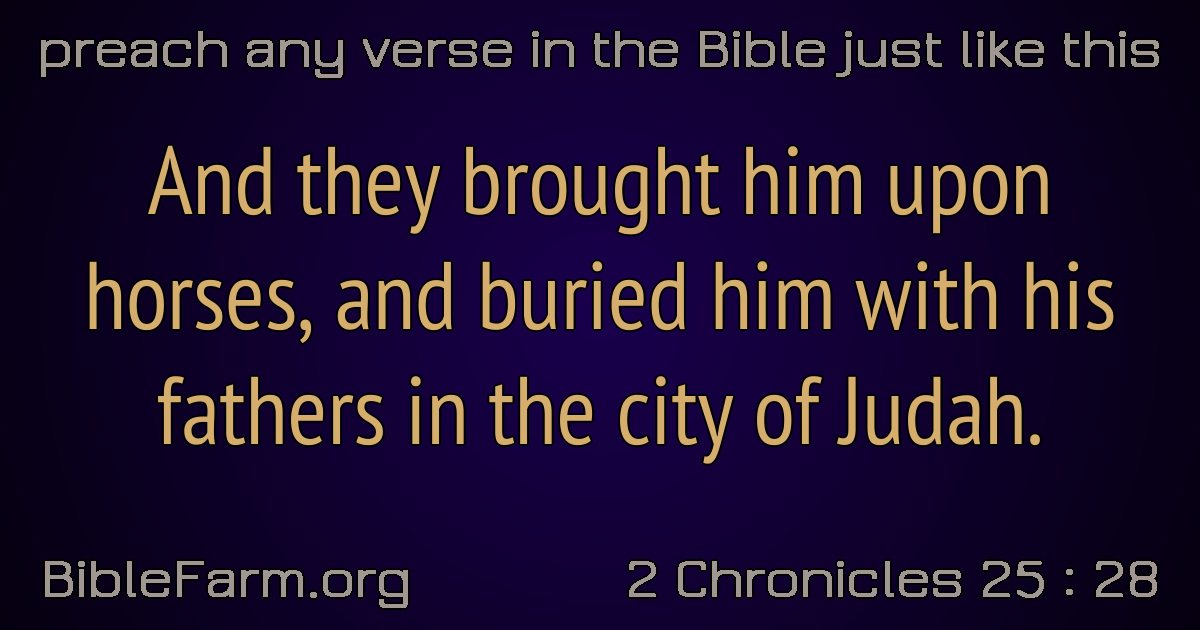 preach any verse in the Bible just like this
And they brought him upon
horses, and buried him with his
fathers in the city of Judah.
BibleFarm.org
2 Chronicles 25 : 28